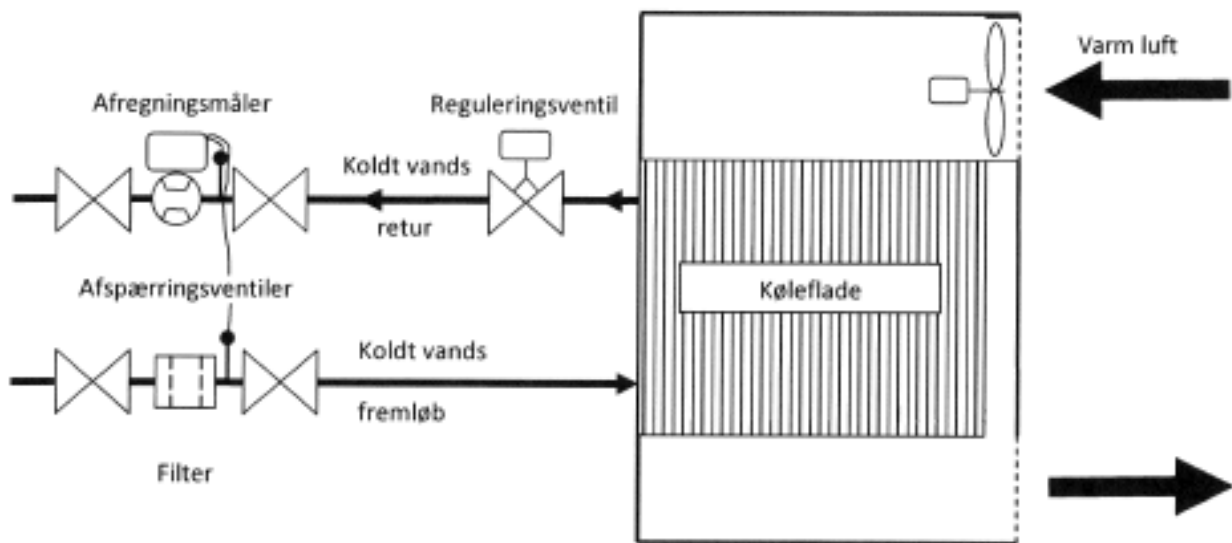 Varm luft
Afregningsmåler
Reguleringsventil
Koldt vands
retur
Afspærringsventiler
Køleflade
Koldt vands
fremløb
Filter